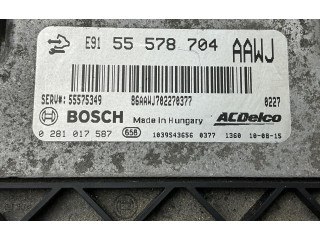 E91 55 578 704 AAWJ
SERV#: 55575349 86AAWJ702270377 0227
BOSCH Made in Hungary ACDelco
0 281 017 587 658 1039S43656 0377 1360 10-08-15